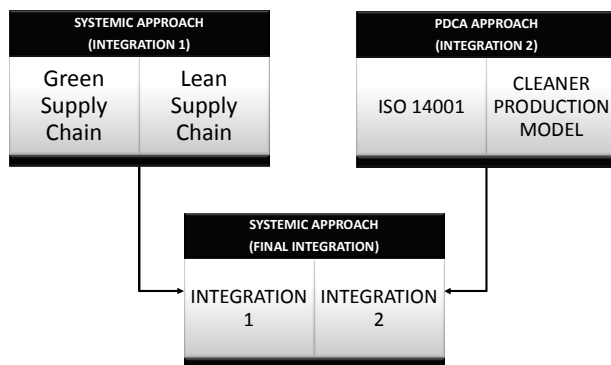 SYSTEMIC APPROACH
(INTEGRATION 1)
Green
Supply
Chain
Lean
Supply
Chain
PDCA APPROACH
(INTEGRATION 2)
ISO 14001
CLEANER
PRODUCTION
MODEL
SYSTEMIC APPROACH
(FINAL INTEGRATION)
INTEGRATION
1
INTEGRATION
2